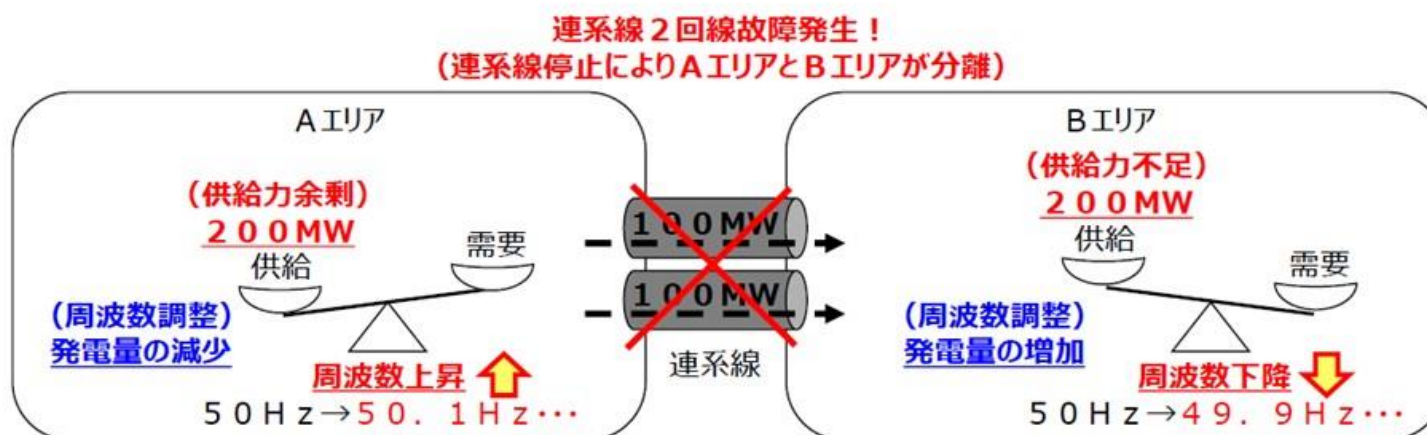 連系線２回線故障発生！
（連系線停止によりＡエリアとＢエリアが分離）
Ａエリア
（供給力余剰）
２００ＭＷ
供給
需要
（周波数調整）
発電量の減少
周波数上昇
５０Ｈｚ→５０．１Ｈｚ・・・
１００ＭＷ
１００ＭＷ
連系線
Ｂエリア
（供給力不足）
２００ＭＷ
供給
需要
（周波数調整）
発電量の増加
周波数下降
５０Ｈｚ→４９．９Ｈｚ・・・